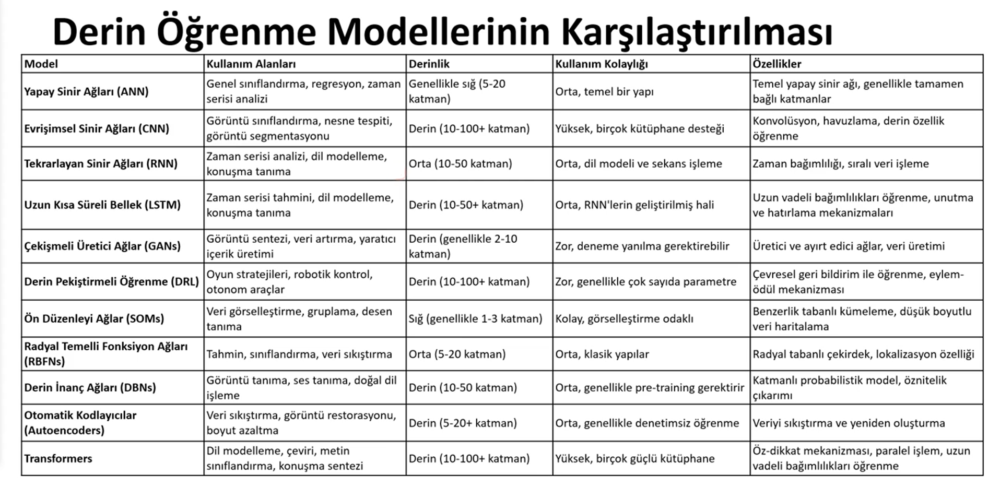 Derin Öğrenme Modellerinin Karşılaştırılması
Model
Kullanım Alanları
Derinlik
Kullanım Kolaylığı
Özellikler
Yapay Sinir Ağları (ANN)
Genel sınıflandırma, regresyon, zaman
serisi analizi
Genellikle sığ (5-20
katman)
Orta, temel bir yapı
Temel yapay sinir ağı, genellikle tamamen
bağlı katmanlar
Evrişimsel Sinir Ağları (CNN)
Görüntü sınıflandırma, nesne tespiti,
görüntü segmentasyonu
Derin (10-100+ katman)
Yüksek, birçok kütüphane desteği
Konvolüsyon, havuzlama, derin özellik
öğrenme
Tekrarlayan Sinir Ağları (RNN)
Zaman serisi analizi, dil modelleme,
konuşma tanıma
Orta (10-50 katman)
Orta, dil modeli ve sekans işleme
Zaman bağımlılığı, sıralı veri işleme
Uzun Kısa Süreli Bellek (LSTM)
Zaman serisi tahmini, dil modelleme,
konuşma tanıma
Derin (10-50+ katman)
Orta, RNN'lerin geliştirilmiş hali
Uzun vadeli bağımlılıkları öğrenme, unutma
ve hatırlama mekanizmaları
Çekişmeli Üretici Ağlar (GANs)
Görüntü sentezi, veri artırma, yaratıcı
içerik üretimi
Derin (genellikle 2-10
katman)
Zor, deneme yanılma gerektirebilir
Üretici ve ayırt edici ağlar, veri üretimi
Derin Pekiştirmeli Öğrenme (DRL)
Oyun stratejileri, robotik kontrol,
otonom araçlar
Derin (10-100+ katman)
Zor, genellikle çok sayıda parametre
Çevresel geri bildirim ile öğrenme, eylem-
ödül mekanizması
Ön Düzenleyi Ağlar (SOMs)
Veri görselleştirme, gruplama, desen
tanıma
Sığ (genellikle 1-3 katman)
Kolay, görselleştirme odaklı
Benzerlik tabanlı kümeleme, düşük boyutlu
veri haritalama
Radyal Temelli Fonksiyon Ağları
(RBFNs)
Tahmin, sınıflandırma, veri sıkıştırma
Orta (5-20 katman)
Orta, klasik yapılar
Radyal tabanlı çekirdek, lokalizasyon özelliği
Derin İnanç Ağları (DBNs)
Görüntü tanıma, ses tanıma, doğal dil
işleme
Derin (10-50 katman)
Orta, genellikle pre-training gerektirir
Katmanlı probabilistik model, öznitelik
çıkarımı
Otomatik Kodlayıcılar
(Autoencoders)
Veri sıkıştırma, görüntü restorasyonu,
boyut azaltma
Derin (5-20+ katman)
Orta, genellikle denetimsiz öğrenme
Veriyi sıkıştırma ve yeniden oluşturma
Transformers
Dil modelleme, çeviri, metin
sınıflandırma, konuşma sentezi
Derin (10-100+ katman)
Yüksek, birçok güçlü kütüphane
Öz-dikkat mekanizması, paralel işlem, uzun
vadeli bağımlılıkları öğrenme